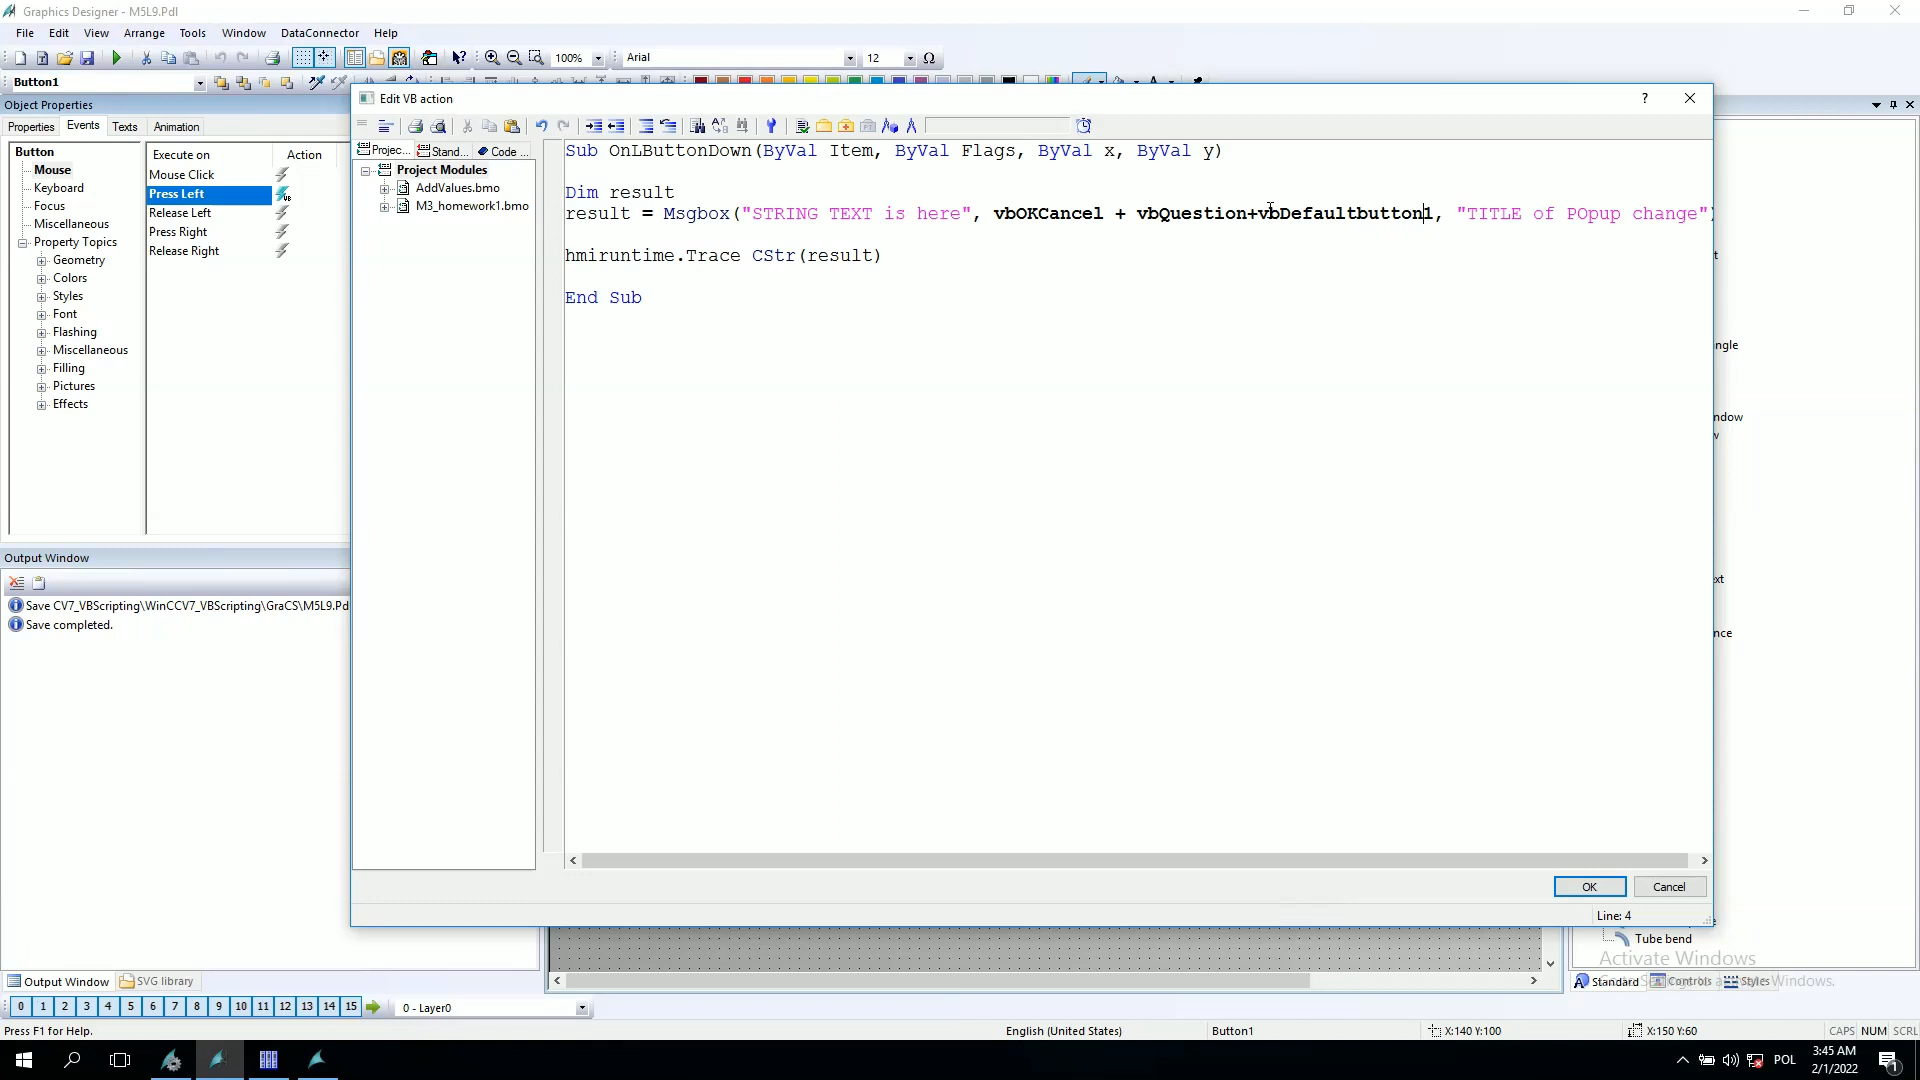 Graphics Designer - M5L9.Pdl
File Edit View Arrange Tools Window DataConnector Help
100% Arial 12
Button1
Object Properties
Properties Events Texts Animation
Button
Mouse
Keyboard
Focus
Miscellaneous
Property Topics
Geometry
Colors
Styles
Font
Flashing
Miscellaneous
Filling
Pictures
Effects
Execute on Action
Mouse Click
Press Left
Release Left
Press Right
Release Right
Output Window
Save CV7_VBScripting\WinCCV7_VBScripting\GraCS\M5L9.Pd
Save completed.
Output Window SVG library
Edit VB action
Projec... Stand... Code ...
Project Modules
AddValues.bmo
M3_homework1.bmo
Sub OnLButtonDown(ByVal Item, ByVal Flags, ByVal x, ByVal y)
Dim result
result = Msgbox("STRING TEXT is here", vbOKCancel + vbQuestion+vbDefaultbutton1, "TITLE of POpup change")
hmiruntime.Trace CStr(result)
End Sub
OK Cancel
Line: 4
ngle
ndow
w
xt
nce
Tube bend
Activate Windows
Standard Controls Styles Windows.
0 1 2 3 4 5 6 7 8 9 10 11 12 13 14 15 0 - Layer0
Press F1 for Help. English (United States) Button1 X:140 Y:100 X:150 Y:60 CAPS NUM SCRL
POL 3:45 AM
2/1/2022
1